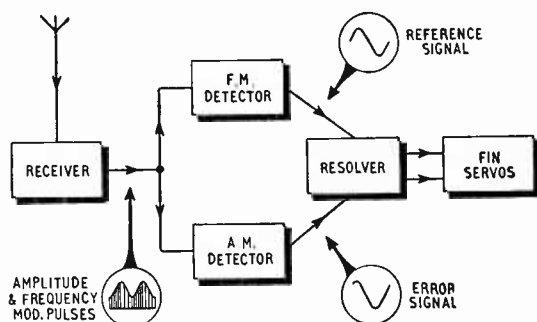 REFERENCE
SIGNAL
F. M.
DETECTOR
RECEIVER
RESOLVER
FIN
SERVOS
A. M.
DETECTOR
AMPLITUDE
& FREQUENCY
MOD. PULSES
ERROR
SIGNAL